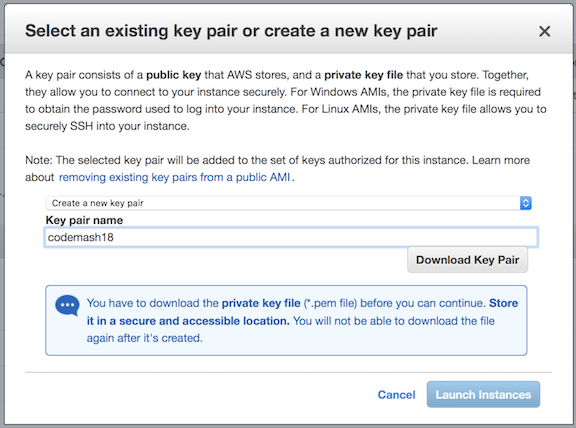 Select an existing key pair or create a new key pair
A key pair consists of a public key that AWS stores, and a private key file that you store. Together,
they allow you to connect to your instance securely. For Windows AMIs, the private key file is required
to obtain the password used to log into your instance. For Linux AMIs, the private key file allows you to
securely SSH into your instance.
Note: The selected key pair will be added to the set of keys authorized for this instance. Learn more
about removing existing key pairs from a public AMI.
Create a new key pair
Key pair name
codemash18
Download Key Pair
You have to download the private key file (*.pem file) before you can continue. Store
it in a secure and accessible location. You will not be able to download the file
again after it's created.
Cancel Launch Instances